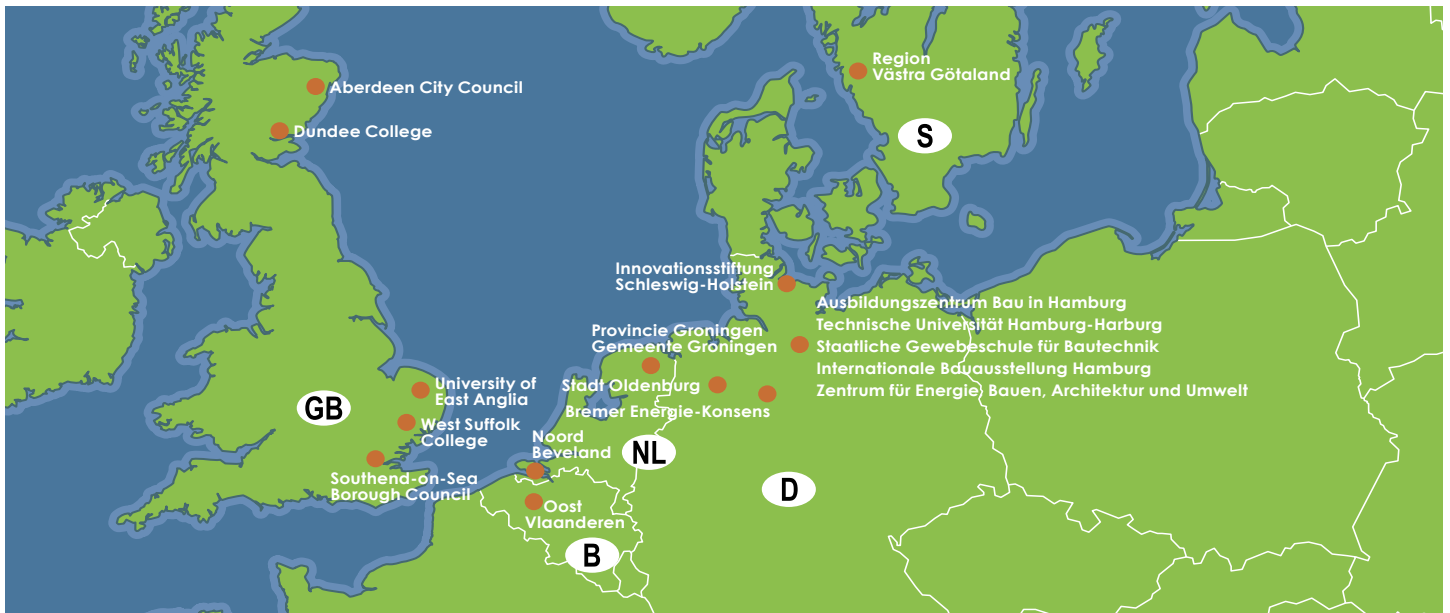 Region
Västra Götaland
Aberdeen City Council
Dundee College
S
Innovationsstiftung
Schleswig-Holstein
Ausbildungszentrum Bau in Hamburg
Technische Universität Hamburg-Harburg
Staatliche Gewebeschule für Bautechnik
Internationale Bauausstellung Hamburg
Zentrum für Energie, Bauen, Architektur und Umwelt
Provincie Groningen
Gemeente Groningen
Stadt Oldenburg
Bremer Energie-Konsens
University of
East Anglia
GB
West Suffolk
College
Noord
Beveland
NL
Southend-on-Sea
Borough Council
D
Oost
Vlaanderen
B